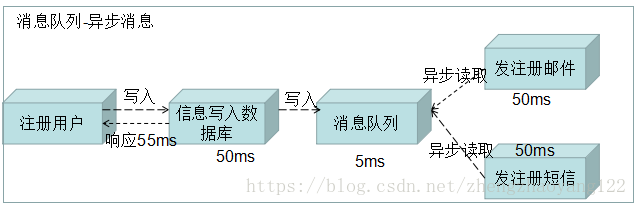 消息队列-异步消息
注册用户
写入
响应55ms
信息写入数
据库
50ms
写入
消息队列
5ms
异步读取
发注册邮件
50ms
异步读取
50ms
发注册短信